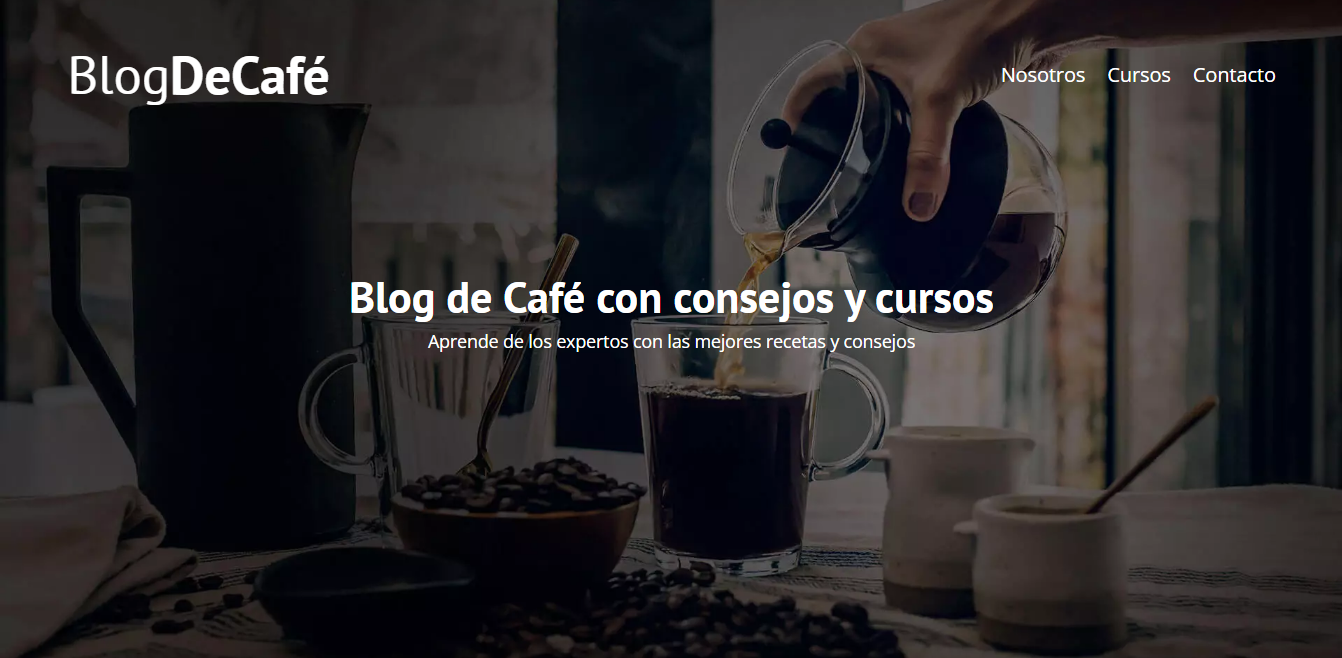 BlogDeCafé
Nosotros Cursos Contacto
Blog de Café con consejos y cursos
Aprende de los expertos con las mejores recetas y consejos